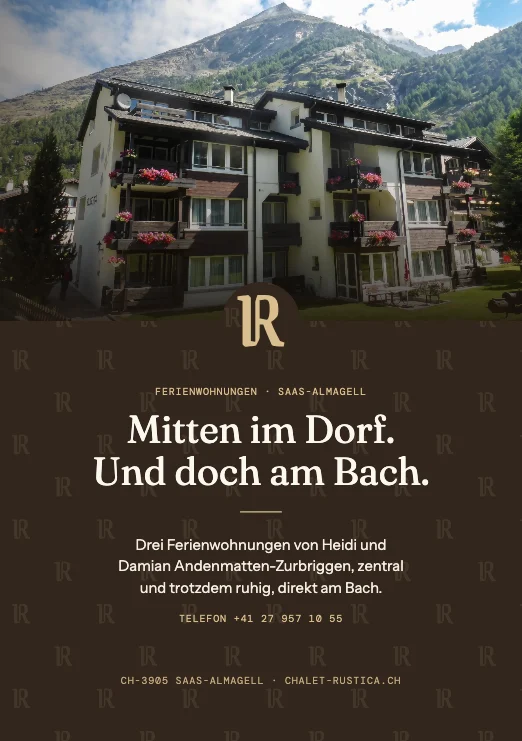 R
FERIENWOHNUNGEN · SAAS-ALMAGELL
Mitten im Dorf.
Und doch am Bach.
Drei Ferienwohnungen von Heidi und
Damian Andenmatten-Zurbriggen, zentral
und trotzdem ruhig, direkt am Bach.
TELEFON +41 27 957 10 55
CH-3905 SAAS-ALMAGELL · CHALET-RUSTICA.CH